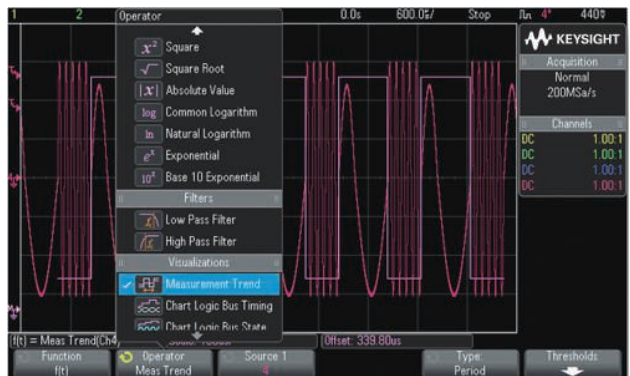 1 2 Operator 0.0s 600.0%/ Stop 4 440
Square
Square Root
Absolute Value
log Common Logarithm
ln Natural Logarithm
Exponential
Base 10 Exponential
Filters
Low Pass Filter
High Pass Filter
Visualizations
Measurement Trend
Chart Logic Bus Timing
Chart Logic Bus State
KEYSIGHT
Acquisition
Normal
200MSa/s
Channels
DC 1.00:1
DC 1.00:1
DC 1.00:1
DC 1.00:1
f(t) = Meas Trend(Ch4) Offset: 339.80us
Function
f(t)
Operator
Meas Trend
Source 1
4
Type:
Period
Thresholds